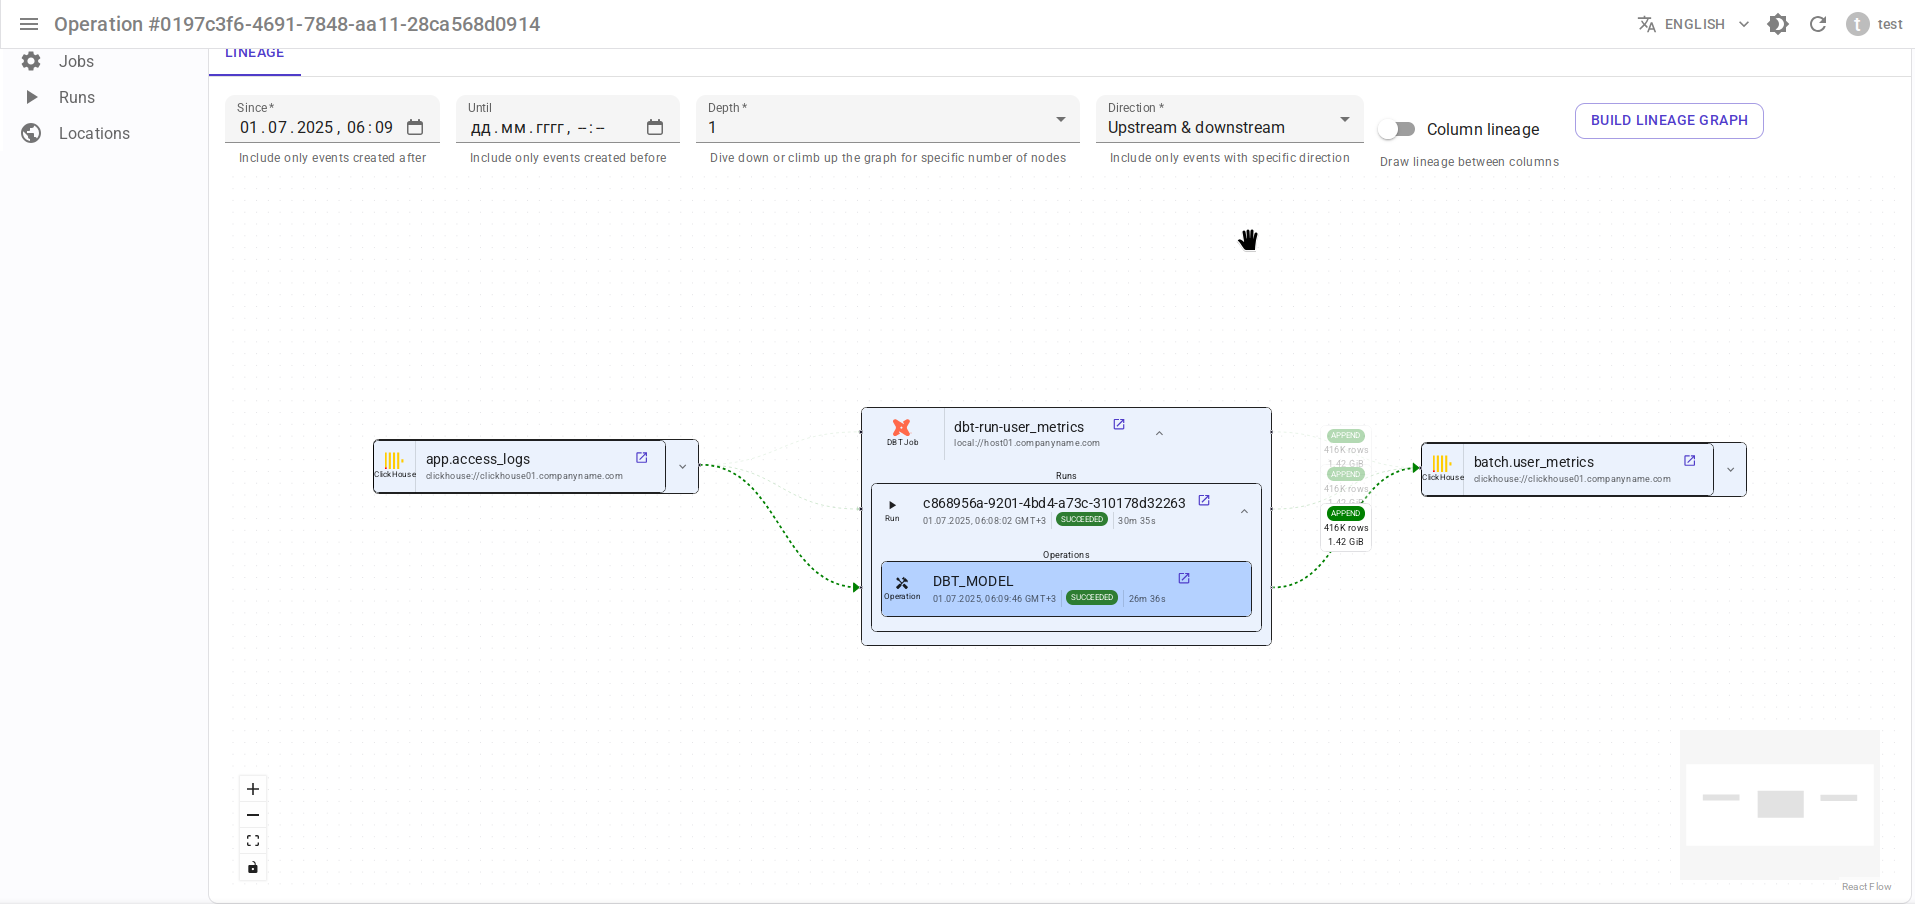 Operation #0197c3f6-4691-7848-aa11-28ca568d0914
ENGLISH
t
test
Jobs
Runs
Locations
LINEAGE
Since *
01.07.2025, 06:09
Include only events created after
Until
дд.мм.гггг, --:--
Include only events created before
Depth *
1
Dive down or climb up the graph for specific number of nodes
Direction *
Upstream & downstream
Include only events with specific direction
Column lineage
Draw lineage between columns
BUILD LINEAGE GRAPH
ClickHouse
app.access_logs
clickhouse://clickhouse01.companyname.com
DBT Job
dbt-run-user_metrics
local://host01.companyname.com
Runs
Run
c868956a-9201-4bd4-a73c-310178d32263
01.07.2025, 06:08:02 GMT+3
SUCCEEDED
30m 35s
Operations
Operation
DBT_MODEL
01.07.2025, 06:09:46 GMT+3
SUCCEEDED
26m 36s
APPEND
416K rows
1.42 GiB
APPEND
416K rows
1.42 GiB
APPEND
416K rows
1.42 GiB
ClickHouse
batch.user_metrics
clickhouse://clickhouse01.companyname.com
React Flow